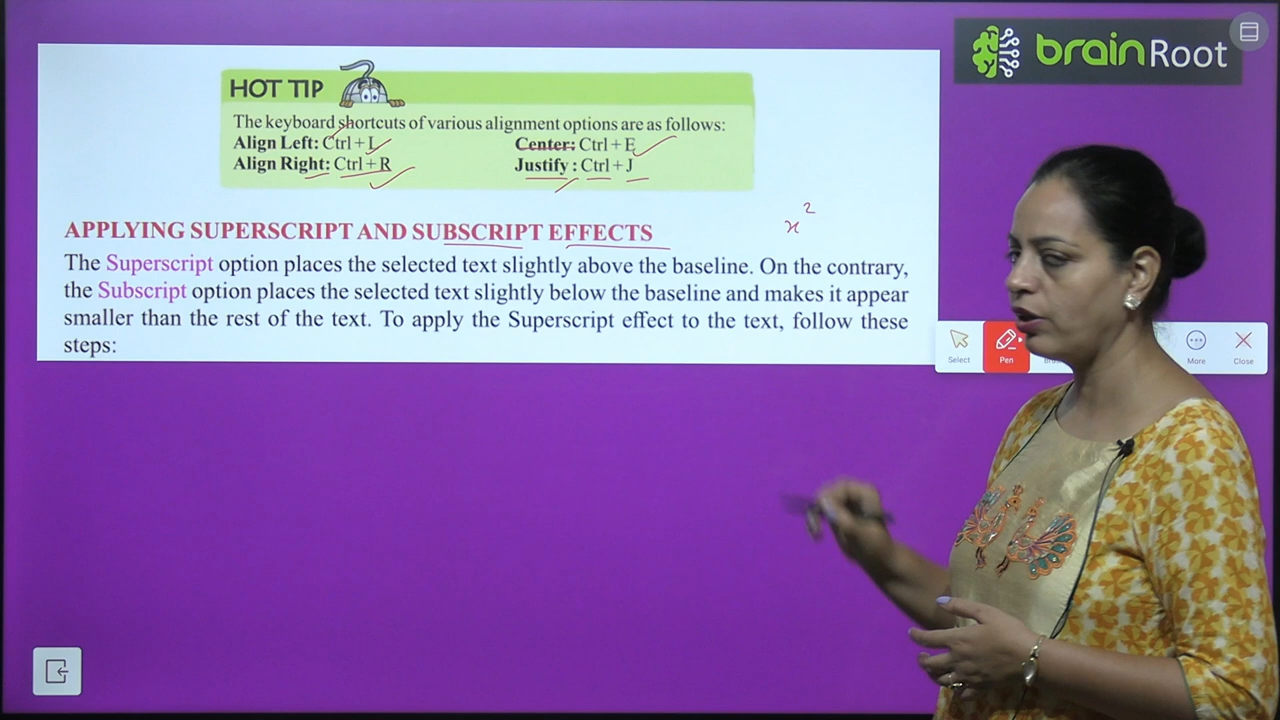 brainRoot
HOT TIP
The keyboard shortcuts of various alignment options are as follows:
Align Left: Ctrl + L Center: Ctrl + E
Align Right: Ctrl + R Justify : Ctrl + J
x²
APPLYING SUPERSCRIPT AND SUBSCRIPT EFFECTS
The Superscript option places the selected text slightly above the baseline. On the contrary,
the Subscript option places the selected text slightly below the baseline and makes it appear
smaller than the rest of the text. To apply the Superscript effect to the text, follow these
steps:
Select Pen More Close